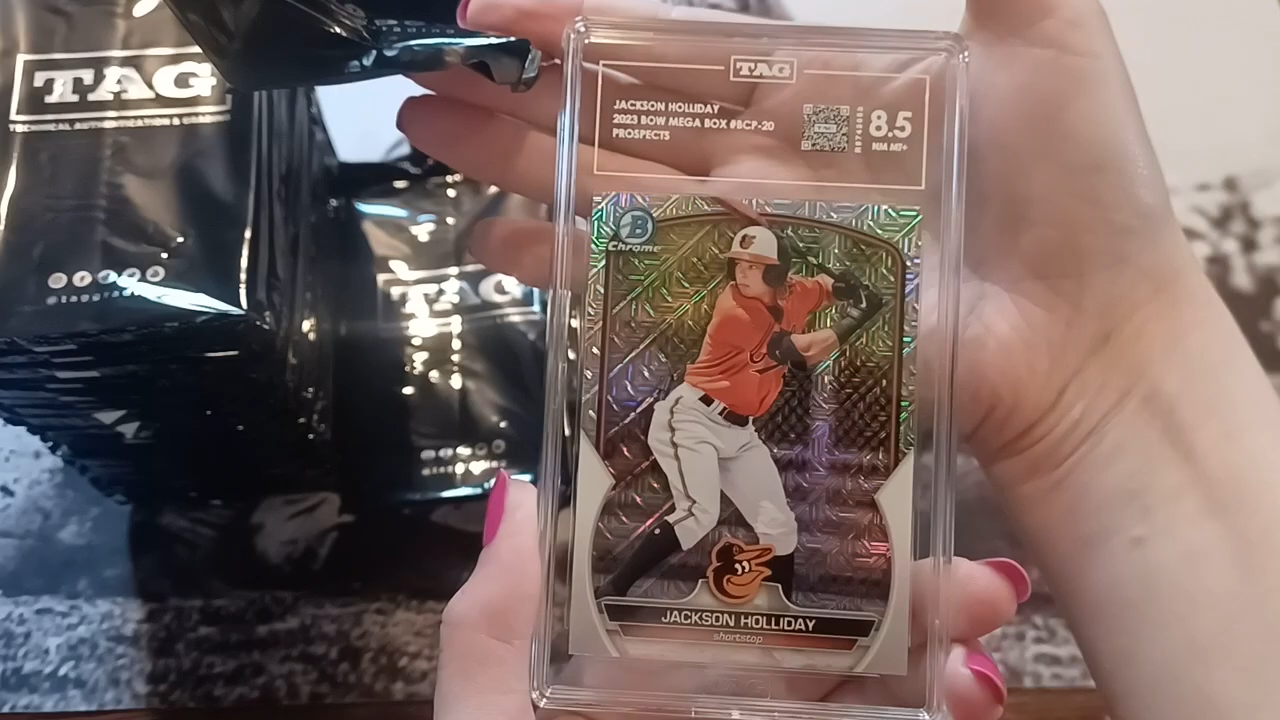 TAG
TECHNICAL AUTHENTICATION & GRADING
TAG
TAG
JACKSON HOLLIDAY
2023 BOW MEGA BOX #BCP-20
PROSPECTS
8.5
NM MT+
B
Chrome
JACKSON HOLLIDAY
shortstop